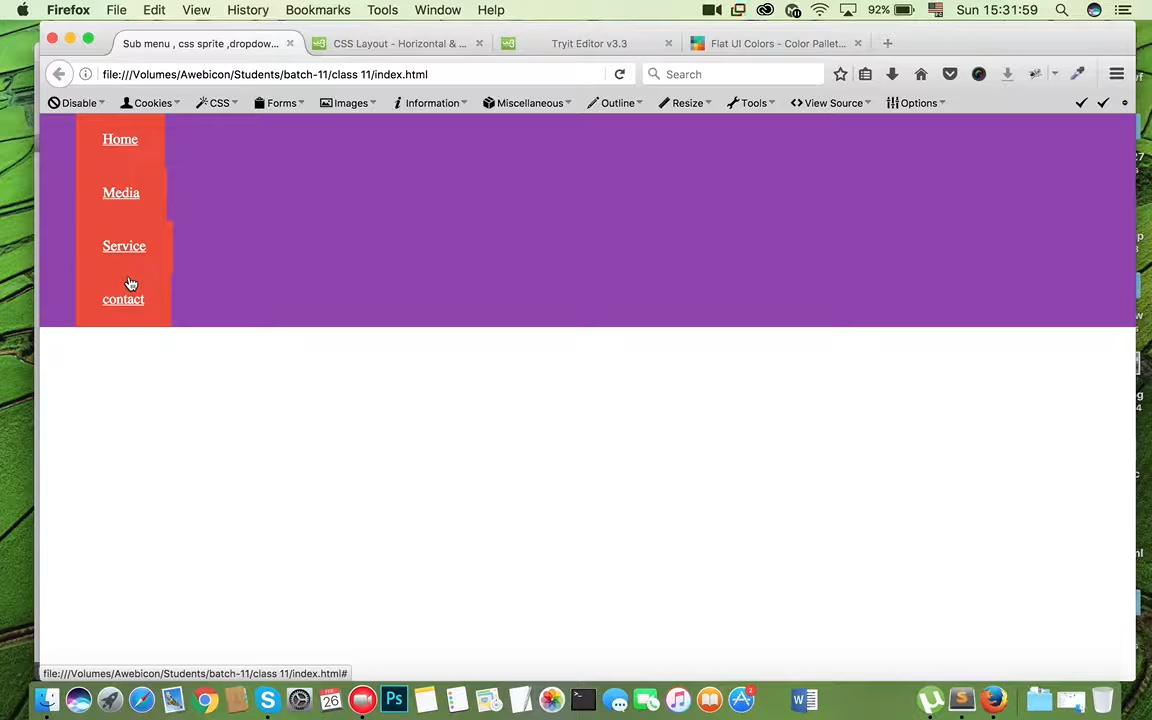 Firefox File Edit View History Bookmarks Tools Window Help 92% Sun 15:31:59
Sub menu , css sprite ,dropdow... CSS Layout - Horizontal & ... Tryit Editor v3.3 Flat UI Colors - Color Pallet...
file:///Volumes/Awebicon/Students/batch-11/class 11/index.html Search
Disable Cookies CSS Forms Images Information Miscellaneous Outline Resize Tools View Source Options
Home
Media
Service
contact
file:///Volumes/Awebicon/Students/batch-11/class 11/index.html#